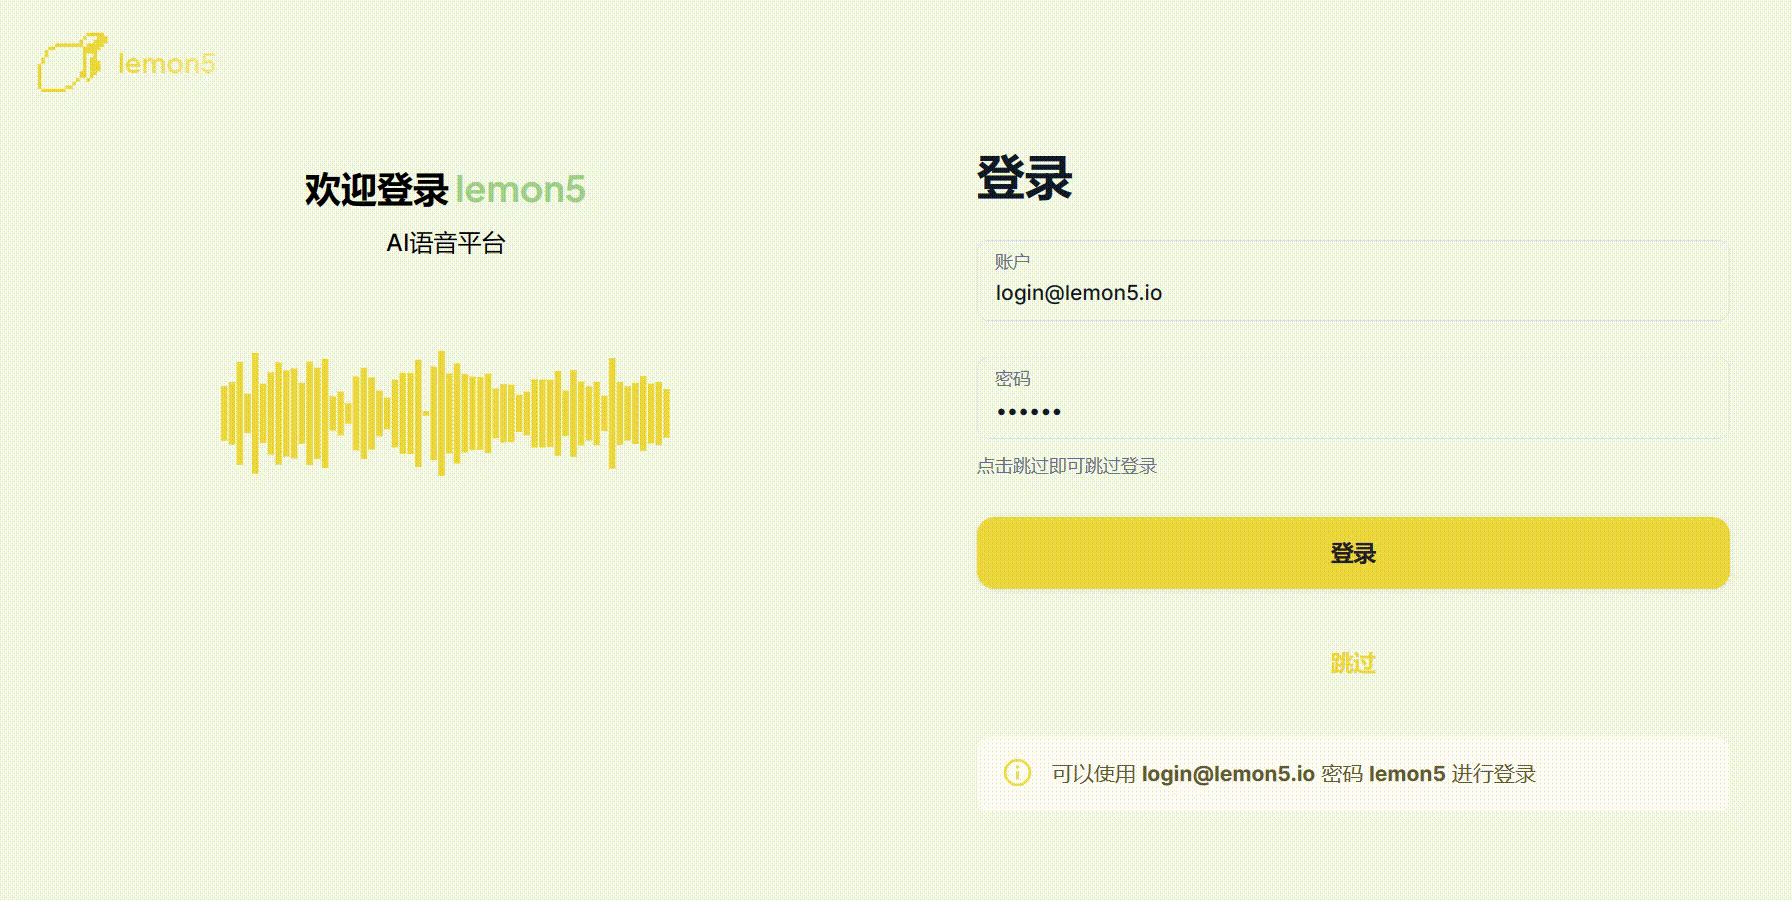 lemon5
欢迎登录 lemon5
AI语音平台
登录
账户
login@lemon5.io
密码
••••••
点击跳过即可跳过登录
登录
跳过
可以使用 login@lemon5.io 密码 lemon5 进行登录